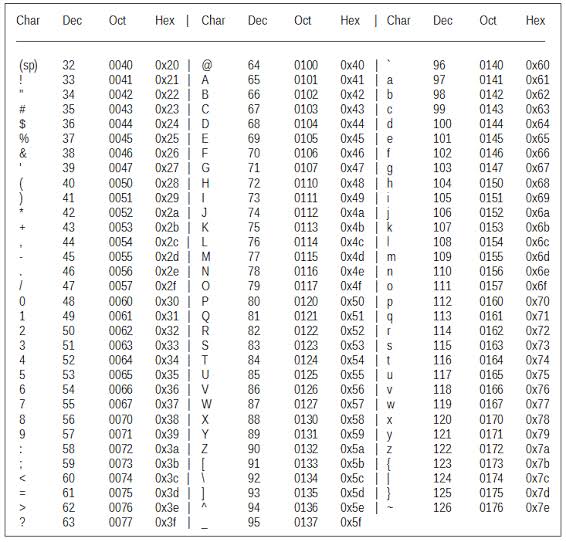 Char Dec Oct Hex | Char Dec Oct Hex | Char Dec Oct Hex
(sp) 32 0040 0x20 | @ 64 0100 0x40 | ` 96 0140 0x60
! 33 0041 0x21 | A 65 0101 0x41 | a 97 0141 0x61
" 34 0042 0x22 | B 66 0102 0x42 | b 98 0142 0x62
# 35 0043 0x23 | C 67 0103 0x43 | c 99 0143 0x63
$ 36 0044 0x24 | D 68 0104 0x44 | d 100 0144 0x64
% 37 0045 0x25 | E 69 0105 0x45 | e 101 0145 0x65
& 38 0046 0x26 | F 70 0106 0x46 | f 102 0146 0x66
' 39 0047 0x27 | G 71 0107 0x47 | g 103 0147 0x67
( 40 0050 0x28 | H 72 0110 0x48 | h 104 0150 0x68
) 41 0051 0x29 | I 73 0111 0x49 | i 105 0151 0x69
* 42 0052 0x2a | J 74 0112 0x4a | j 106 0152 0x6a
+ 43 0053 0x2b | K 75 0113 0x4b | k 107 0153 0x6b
, 44 0054 0x2c | L 76 0114 0x4c | l 108 0154 0x6c
- 45 0055 0x2d | M 77 0115 0x4d | m 109 0155 0x6d
. 46 0056 0x2e | N 78 0116 0x4e | n 110 0156 0x6e
/ 47 0057 0x2f | O 79 0117 0x4f | o 111 0157 0x6f
0 48 0060 0x30 | P 80 0120 0x50 | p 112 0160 0x70
1 49 0061 0x31 | Q 81 0121 0x51 | q 113 0161 0x71
2 50 0062 0x32 | R 82 0122 0x52 | r 114 0162 0x72
3 51 0063 0x33 | S 83 0123 0x53 | s 115 0163 0x73
4 52 0064 0x34 | T 84 0124 0x54 | t 116 0164 0x74
5 53 0065 0x35 | U 85 0125 0x55 | u 117 0165 0x75
6 54 0066 0x36 | V 86 0126 0x56 | v 118 0166 0x76
7 55 0067 0x37 | W 87 0127 0x57 | w 119 0167 0x77
8 56 0070 0x38 | X 88 0130 0x58 | x 120 0170 0x78
9 57 0071 0x39 | Y 89 0131 0x59 | y 121 0171 0x79
: 58 0072 0x3a | Z 90 0132 0x5a | z 122 0172 0x7a
; 59 0073 0x3b | [ 91 0133 0x5b | { 123 0173 0x7b
< 60 0074 0x3c | \ 92 0134 0x5c | | 124 0174 0x7c
= 61 0075 0x3d | ] 93 0135 0x5d | } 125 0175 0x7d
> 62 0076 0x3e | ^ 94 0136 0x5e | ~ 126 0176 0x7e
? 63 0077 0x3f | _ 95 0137 0x5f